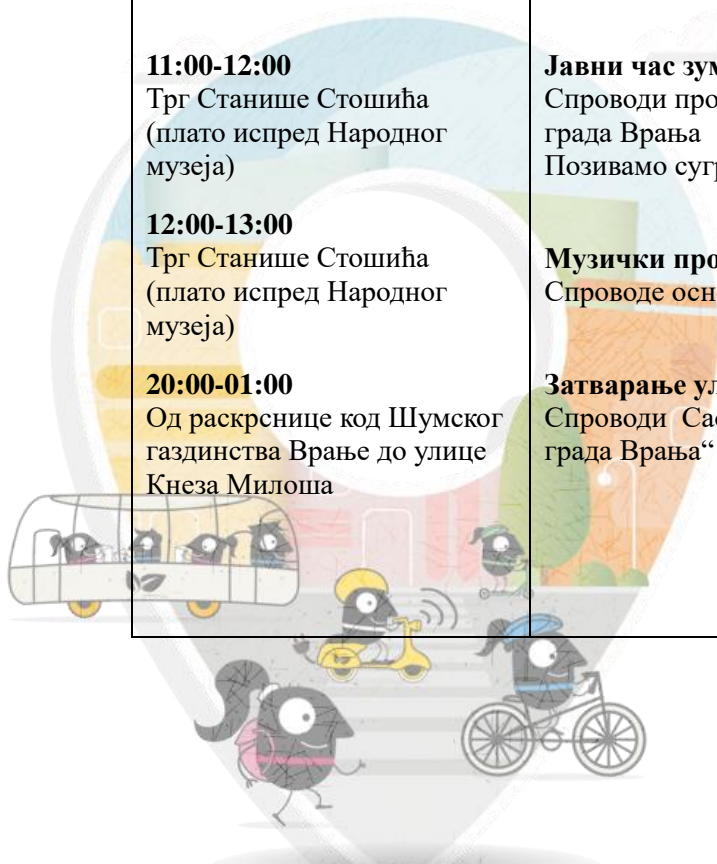 11:00-12:00
Трг Станише Стошића
(плато испред Народног
музеја)
Јавни час
Спроводи
града Врања
Позивамо
12:00-13:00
Трг Станише Стошића
(плато испред Народног
музеја)
Музички
Спроводе
20:00-01:00
Од раскрснице код Шумског
газдинства Врање до улице
Кнеза Милоша
Затварање
Спроводи
града Врања“